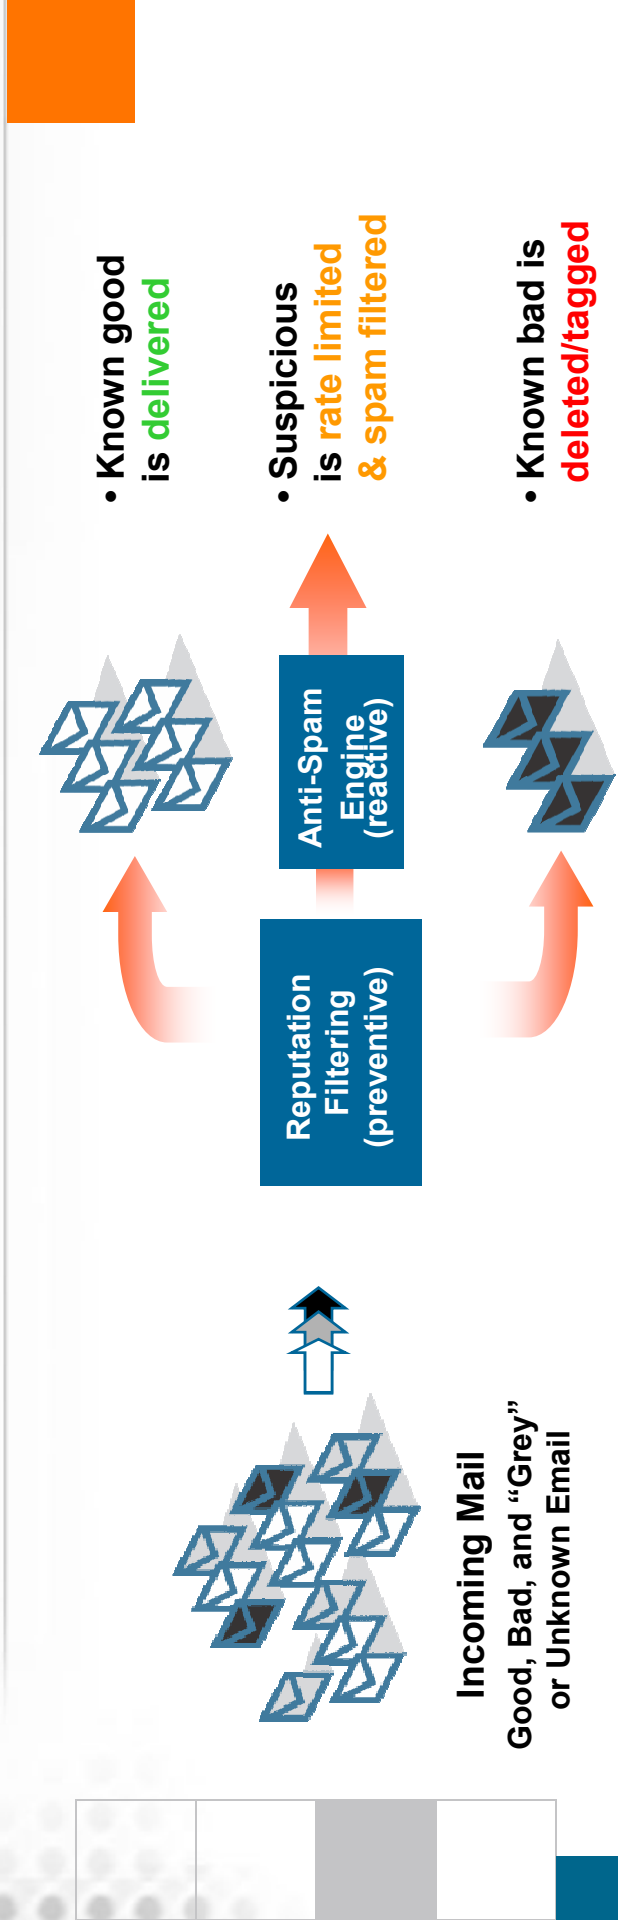 Incoming Mail
Good, Bad, and “Grey”
or Unknown Email
Reputation
Filtering
(preventive)
Anti-Spam
Engine
(reactive)
• Known good
is delivered
• Suspicious
is rate limited
& spam filtered
• Known bad is
deleted/tagged